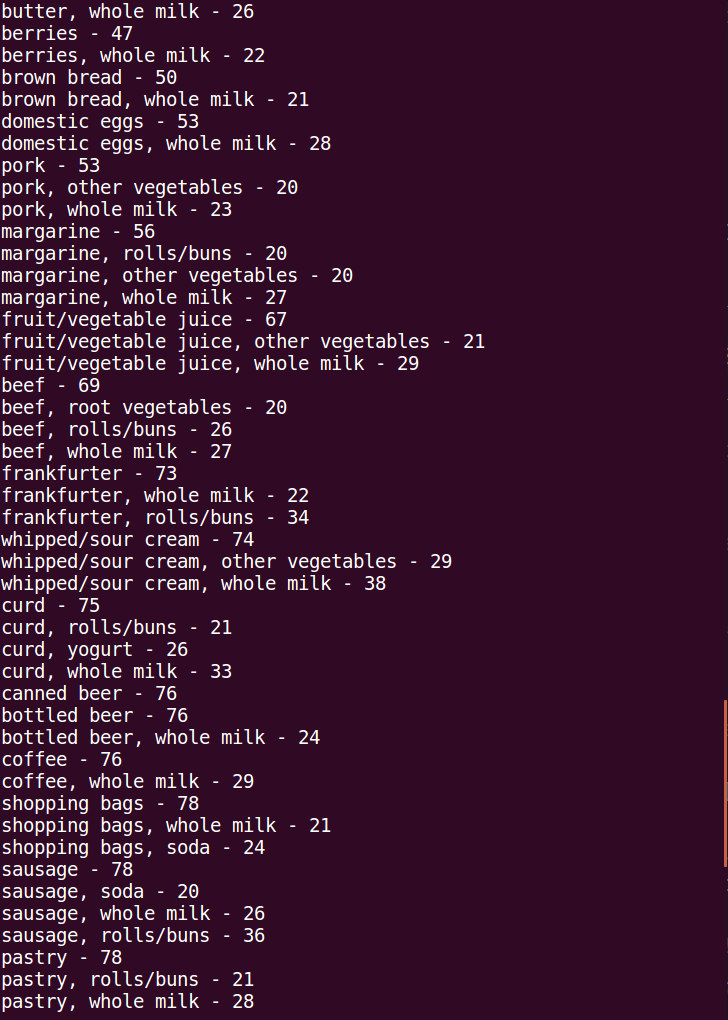 butter, whole milk - 26
berries - 47
berries, whole milk - 22
brown bread - 50
brown bread, whole milk - 21
domestic eggs - 53
domestic eggs, whole milk - 28
pork - 53
pork, other vegetables - 20
pork, whole milk - 23
margarine - 56
margarine, rolls/buns - 20
margarine, other vegetables - 20
margarine, whole milk - 27
fruit/vegetable juice - 67
fruit/vegetable juice, other vegetables - 21
fruit/vegetable juice, whole milk - 29
beef - 69
beef, root vegetables - 20
beef, rolls/buns - 26
beef, whole milk - 27
frankfurter - 73
frankfurter, whole milk - 22
frankfurter, rolls/buns - 34
whipped/sour cream - 74
whipped/sour cream, other vegetables - 29
whipped/sour cream, whole milk - 38
curd - 75
curd, rolls/buns - 21
curd, yogurt - 26
curd, whole milk - 33
canned beer - 76
bottled beer - 76
bottled beer, whole milk - 24
coffee - 76
coffee, whole milk - 29
shopping bags - 78
shopping bags, whole milk - 21
shopping bags, soda - 24
sausage - 78
sausage, soda - 20
sausage, whole milk - 26
sausage, rolls/buns - 36
pastry - 78
pastry, rolls/buns - 21
pastry, whole milk - 28